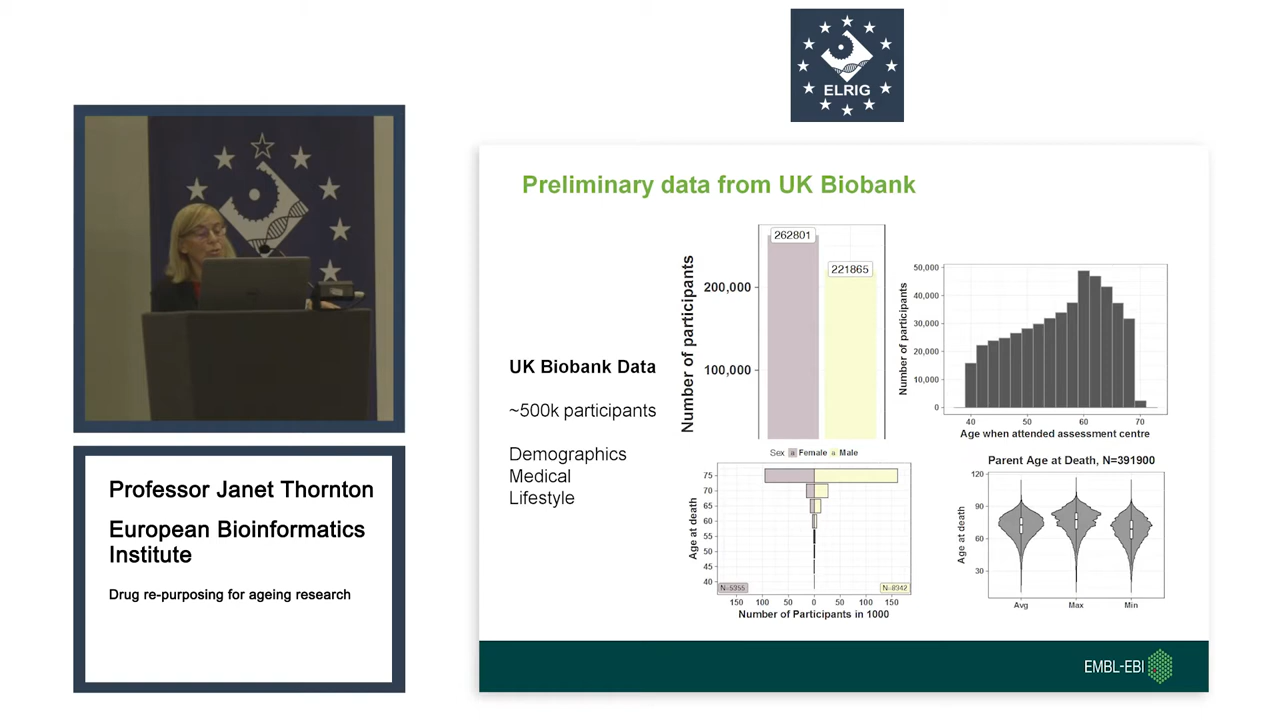 ELRIG
Preliminary data from UK Biobank
UK Biobank Data
~500k participants
Demographics
Medical
Lifestyle
Number of participants
200,000
100,000
262801
221865
Sex a Female a Male
Number of participants
50,000
40,000
30,000
20,000
10,000
0
40 50 60 70
Age when attended assessment centre
Age at death
75
70
65
60
55
50
45
40
N=5355
N=8342
150 100 50 0 50 100 150
Number of Participants in 1000
Parent Age at Death, N=391900
Age at death
120
90
60
30
Avg Max Min
EMBL-EBI
Professor Janet Thornton
European Bioinformatics
Institute
Drug re-purposing for ageing research